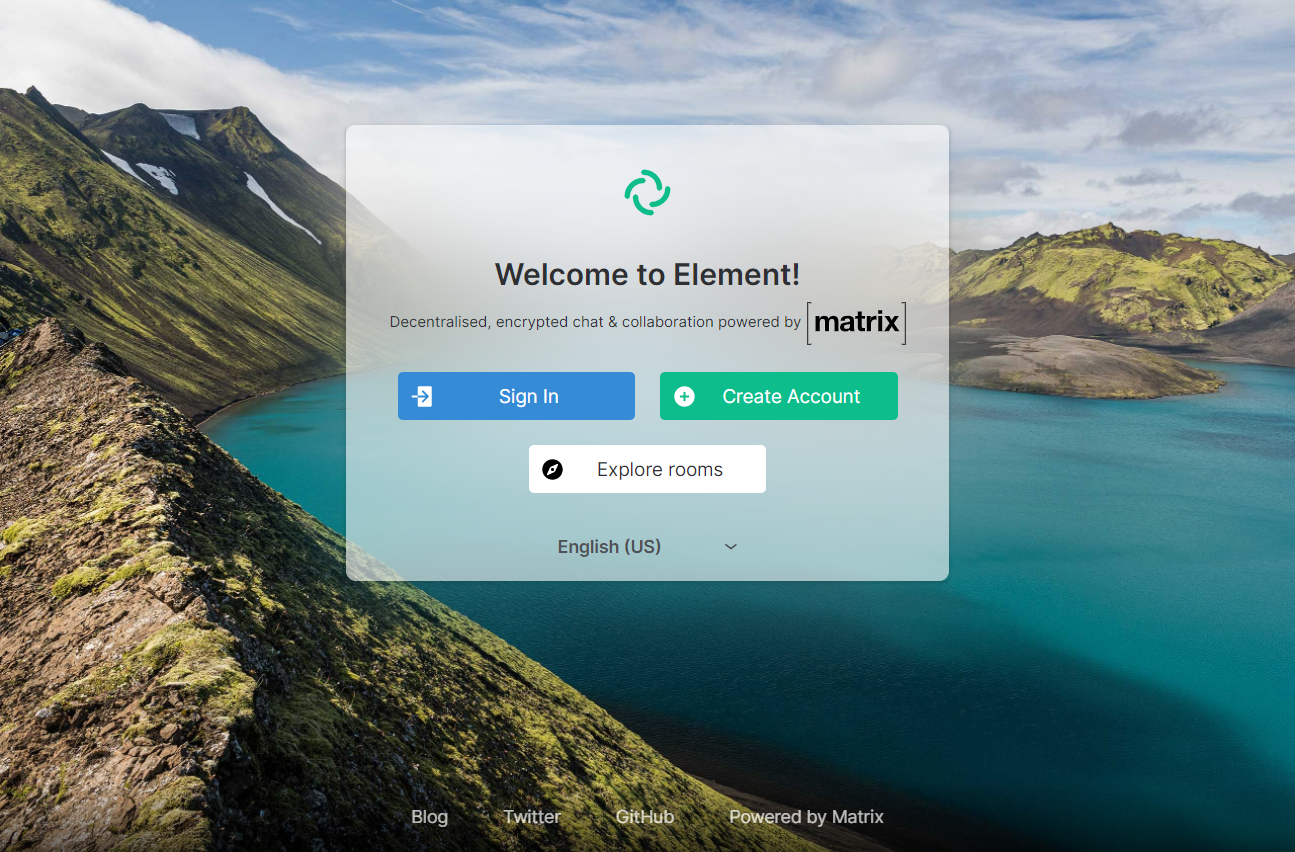 Welcome to Element!
Decentralised, encrypted chat & collaboration powered by [matrix]
Sign In
Create Account
Explore rooms
English (US)
Blog Twitter GitHub Powered by Matrix